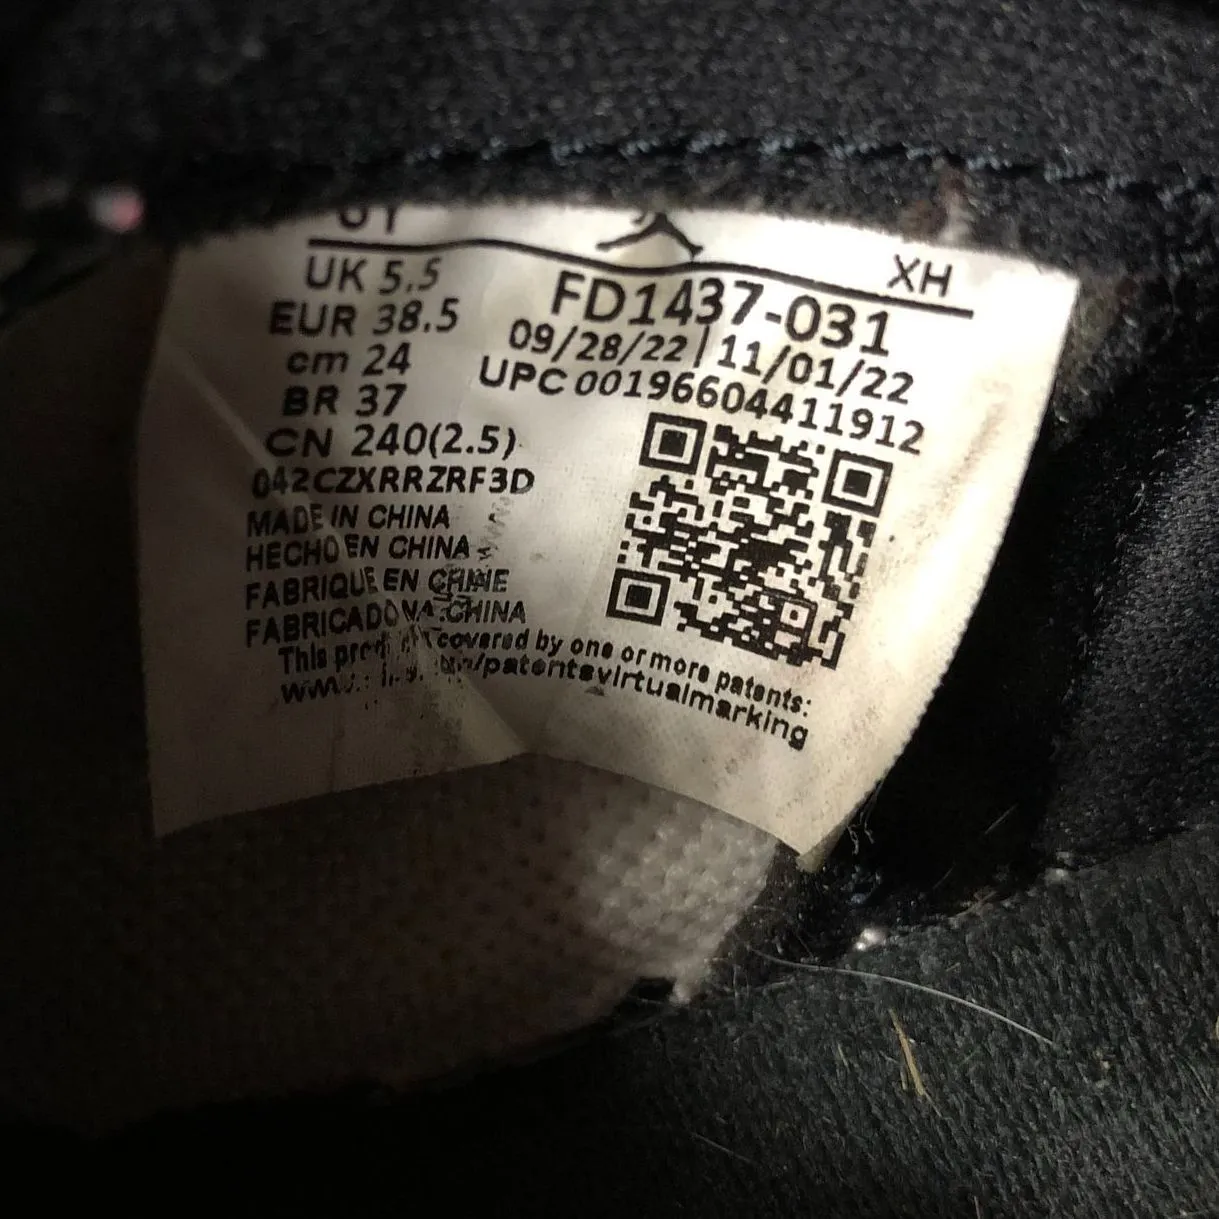 6Y
XH
UK 5.5
EUR 38.5
cm 24
BR 37
CN 240(2.5)
042CZXRRZRF3D
FD1437-031
09/28/22 | 11/01/22
UPC 00196604411912
MADE IN CHINA
HECHO EN CHINA
FABRIQUE EN CHINE
FABRICADO NA CHINA
This covered by one or more patents:
/patentsvirtualmarking